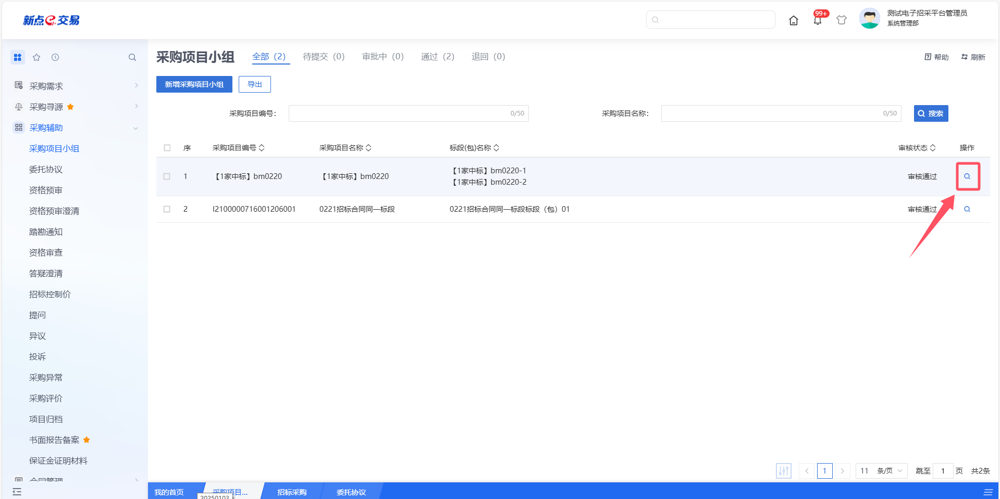 新点e交易
99+
测试电子招采平台管理员
系统管理部
采购需求
采购寻源
采购辅助
采购项目小组
委托协议
资格预审
资格预审澄清
踏勘通知
资格审查
答疑澄清
招标控制价
提问
异议
投诉
采购异常
采购评价
项目归档
书面报告备案
保证金证明材料
合同管理
采购项目小组
全部（2） 待提交（0） 审批中（0） 通过（2） 退回（0）
帮助 刷新
新增采购项目小组 导出
采购项目编号： 0/50 采购项目名称： 0/50 搜索
序 采购项目编号 采购项目名称 标段(包)名称 审核状态 操作
1 【1家中标】bm0220 【1家中标】bm0220 【1家中标】bm0220-1
【1家中标】bm0220-2 审核通过
2 I2100000716001206001 0221招标合同同一标段 0221招标合同同一标段标段（包）01 审核通过
1 11 条/页 跳至 1 页 共2条
我的首页 采购项目... 招标采购 委托协议
20250103